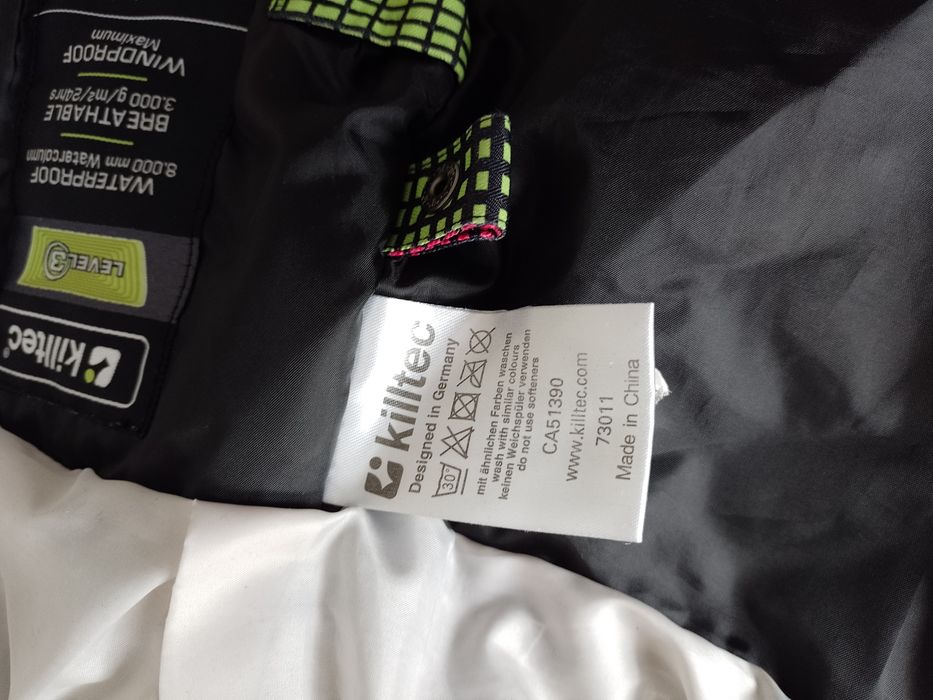 killtec
LEVEL 3
WATERPROOF
8.000 mm Watercolumn
BREATHABLE
3.000 g/m²/24hrs
WINDPROOF
Maximum
killtec
Designed in Germany
30°
mit ähnlichen Farben waschen
wash with similar colours
keinen Weichspüler verwenden
do not use softeners
CA51390
www.killtec.com
73011
Made in China